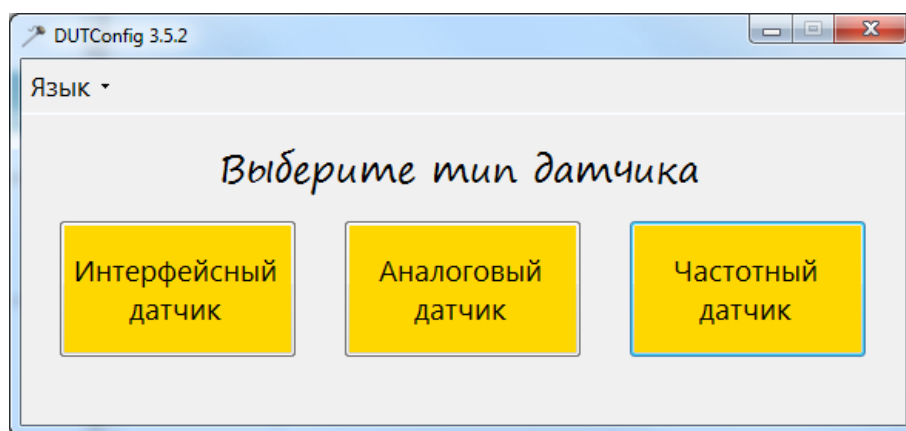 DUTConfig 3.5.2
Язык
Выберите тип датчика
Интерфейсный
датчик
Аналоговый
датчик
Частотный
датчик